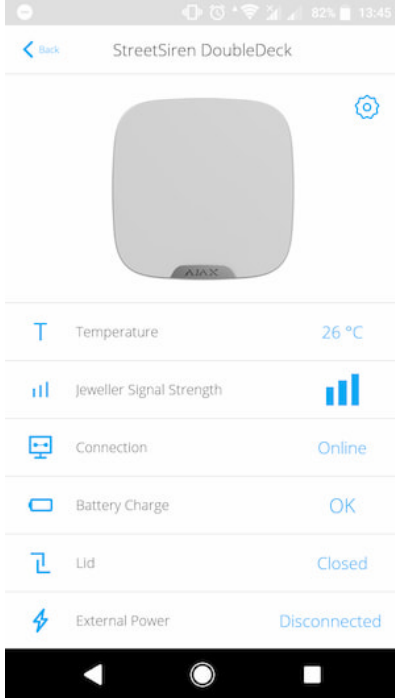 82% 13:45
Back StreetSiren DoubleDeck
AJAX
T Temperature 26 °C
Jeweller Signal Strength
Connection Online
Battery Charge OK
Lid Closed
External Power Disconnected